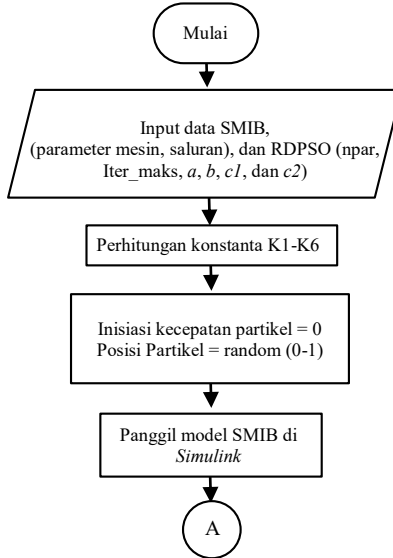 Mulai
Input data SMIB,
(parameter mesin, saluran), dan RDPSO (npar,
Iter_maks, a, b, c1, dan c2)
Perhitungan konstanta K1-K6
Inisiasi kecepatan partikel = 0
Posisi Partikel = random (0-1)
Panggil model SMIB di
Simulink
A